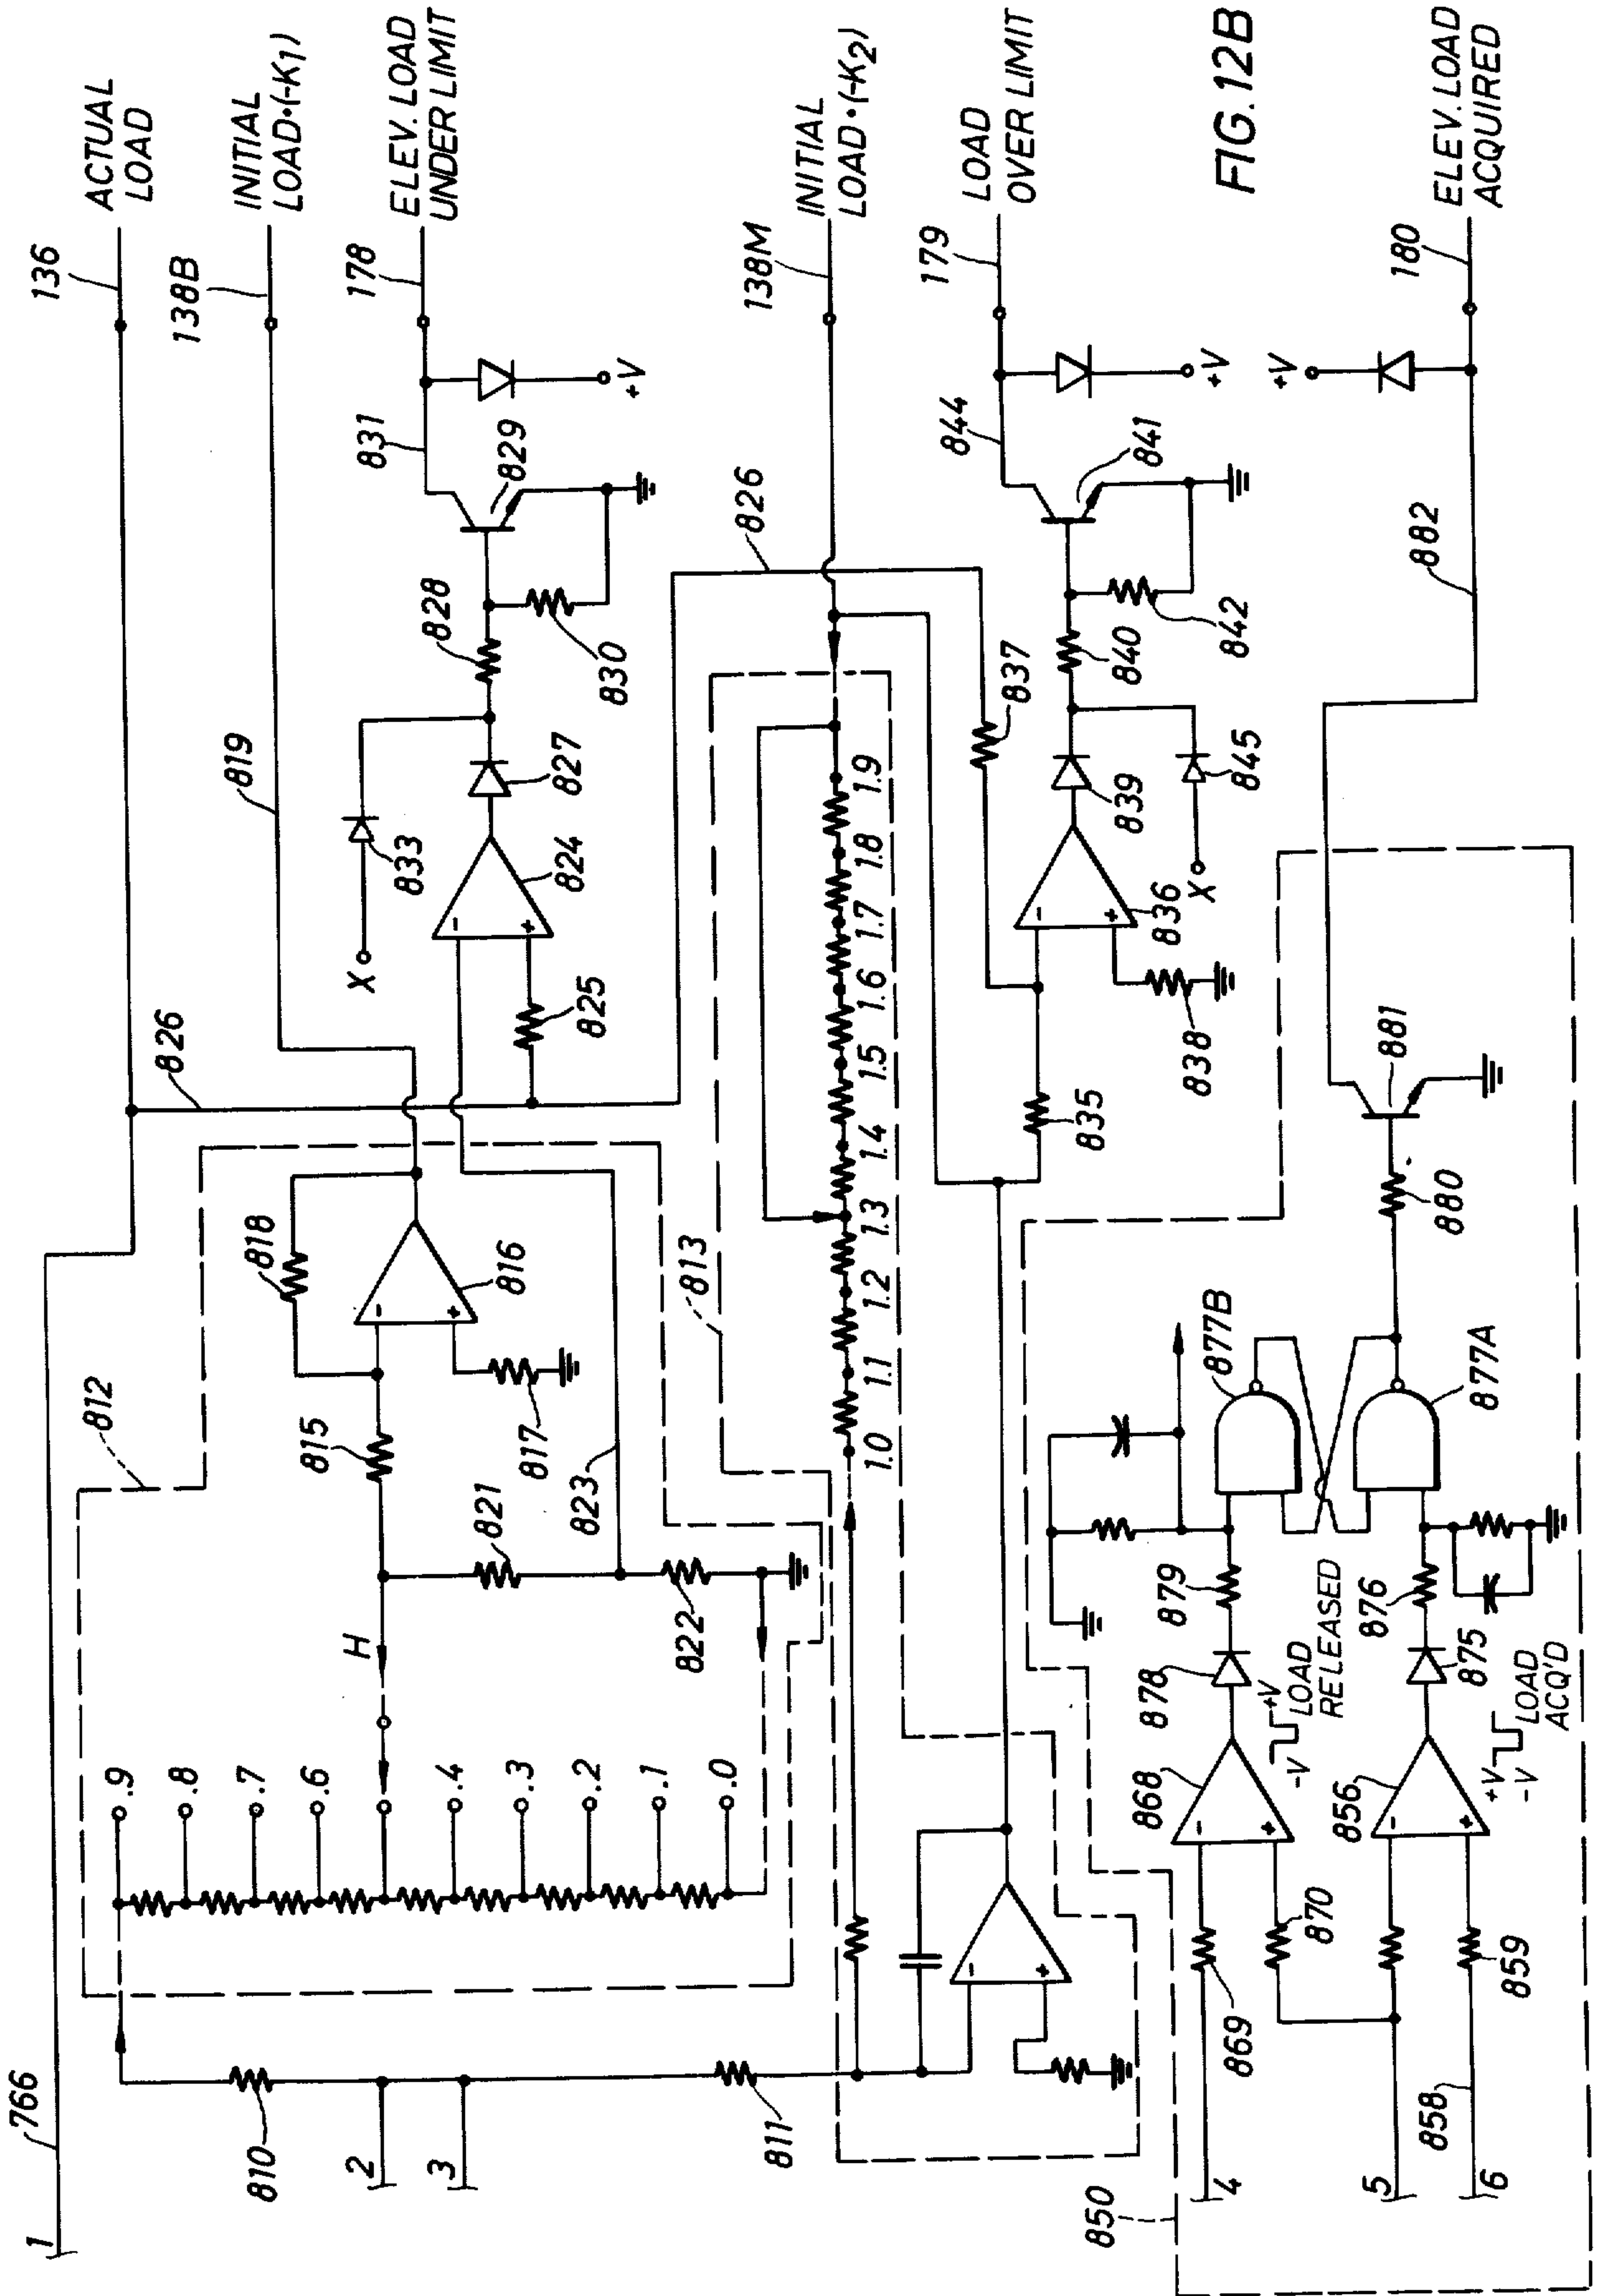 1
766
136
ACTUAL
LOAD
138B
INITIAL
LOAD•(-K1)
178
ELEV. LOAD
UNDER LIMIT
812
819
826
831
829
828
830
+V
X
833
827
824
825
818
816
815
817
823
821
822
H
.9
.8
.7
.6
.4
.3
.2
.1
.0
810
2
3
811
813
826
138M
INITIAL
LOAD•(-K2)
1.0
1.1
1.2
1.3
1.4
1.5
1.6
1.7
1.8
1.9
837
835
836
838
839
840
842
841
844
845
X
+V
179
LOAD
OVER LIMIT
FIG.12B
+V
180
ELEV. LOAD
ACQUIRED
882
881
880
877B
877A
879
878
876
875
-V
+V
LOAD
RELEASED
+V
-V
LOAD
ACQ'D
868
856
870
869
859
858
850
4
5
6
-
+
-
+
-
+
-
+
-
+
-
+